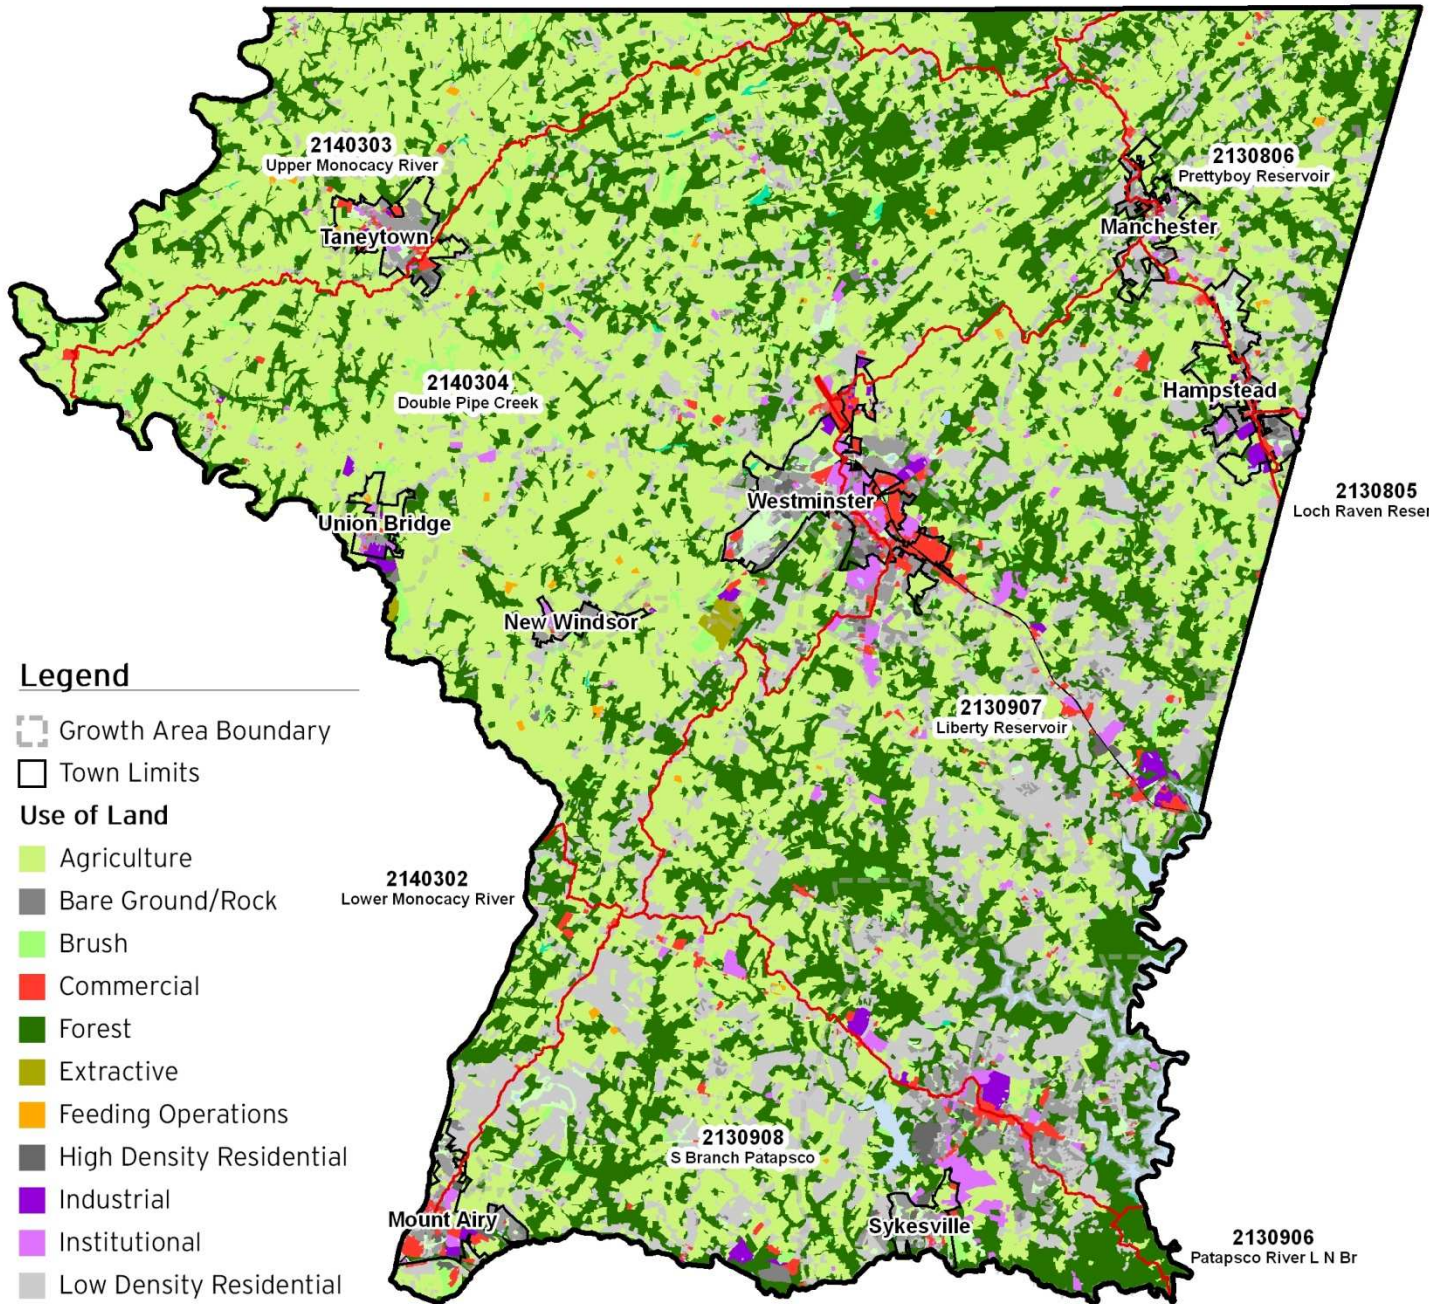 2140303
Upper Monocacy River
2130806
Prettyboy Reservoir
Taneytown
Manchester
2140304
Double Pipe Creek
Hampstead
2130805
Loch Raven Reser
Westminster
Union Bridge
New Windsor
2130907
Liberty Reservoir
2140302
Lower Monocacy River
2130908
S Branch Patapsco
Mount Airy
Sykesville
2130906
Patapsco River L N Br
Legend
Growth Area Boundary
Town Limits
Use of Land
Agriculture
Bare Ground/Rock
Brush
Commercial
Forest
Extractive
Feeding Operations
High Density Residential
Industrial
Institutional
Low Density Residential